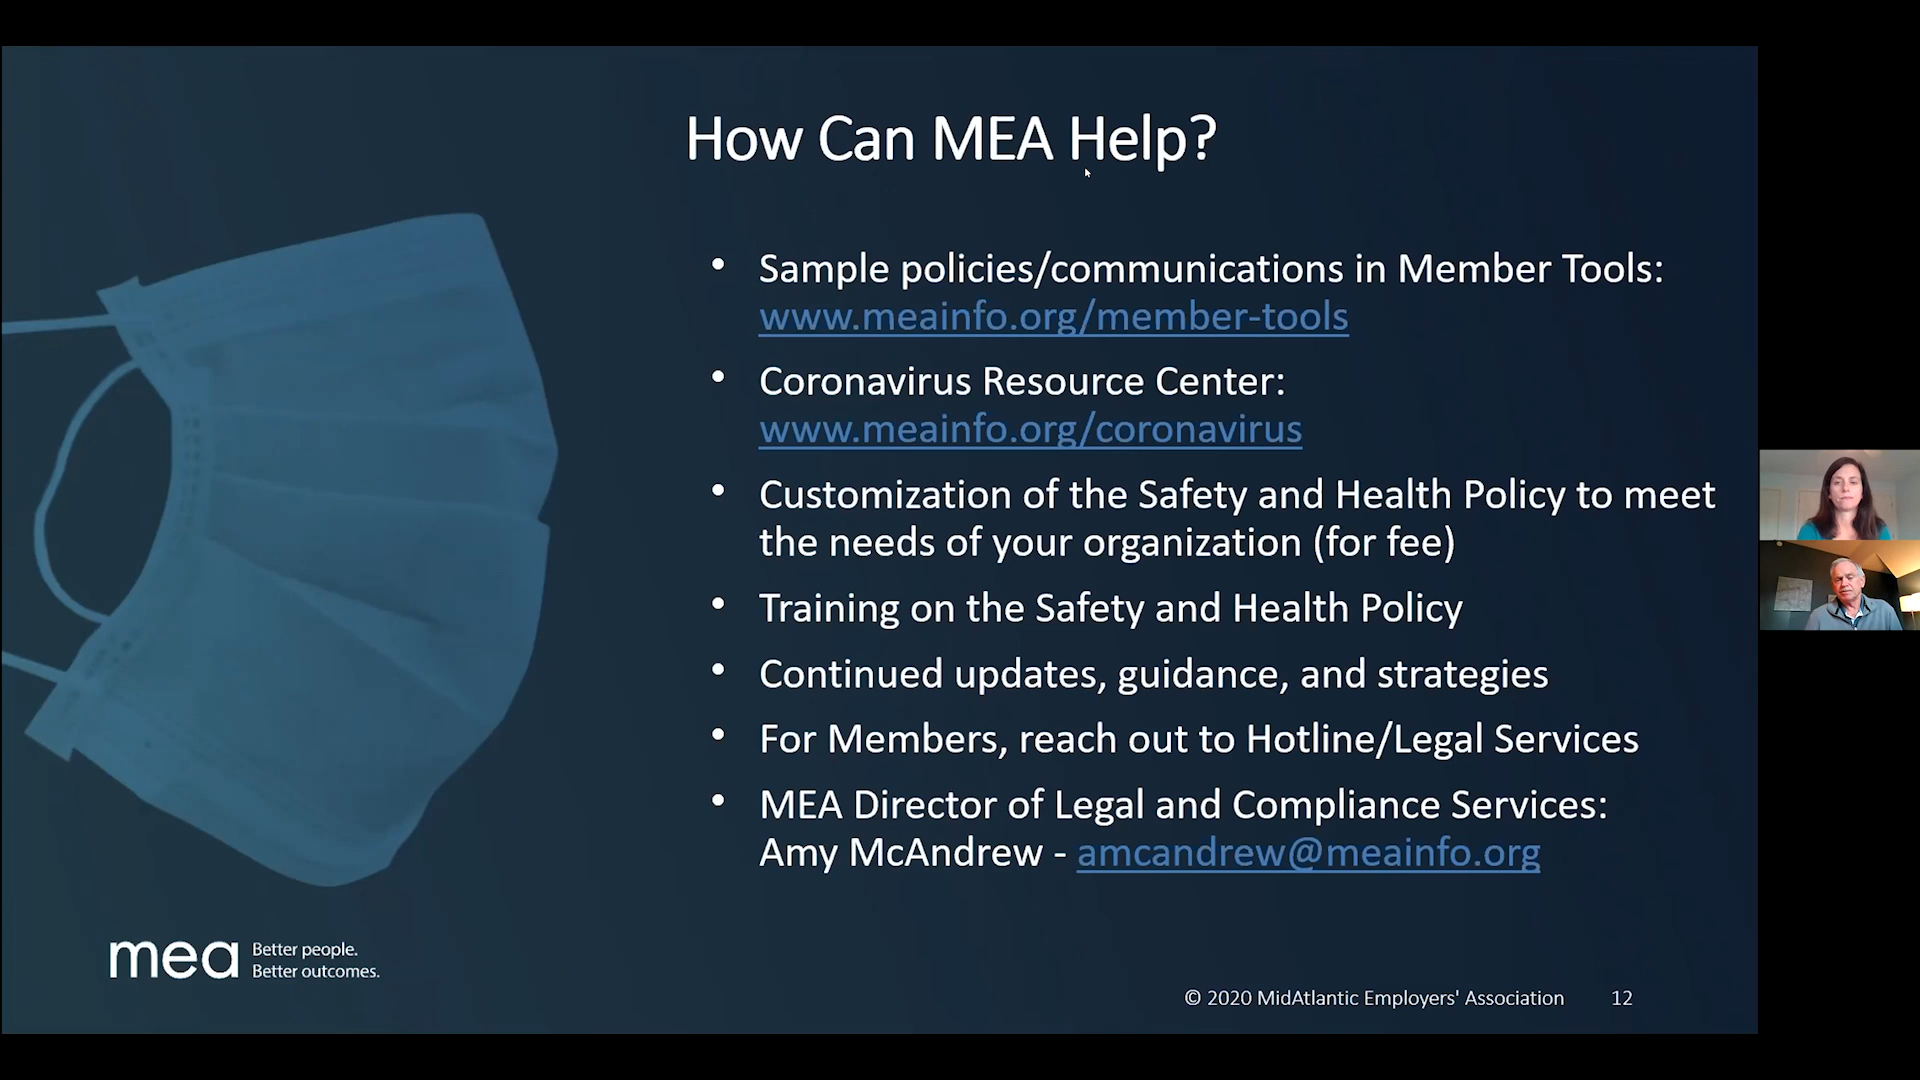 How Can MEA Help?
• Sample policies/communications in Member Tools:
www.meainfo.org/member-tools
• Coronavirus Resource Center:
www.meainfo.org/coronavirus
• Customization of the Safety and Health Policy to meet
the needs of your organization (for fee)
• Training on the Safety and Health Policy
• Continued updates, guidance, and strategies
• For Members, reach out to Hotline/Legal Services
• MEA Director of Legal and Compliance Services:
Amy McAndrew - amcandrew@meainfo.org
mea Better people.
Better outcomes.
© 2020 MidAtlantic Employers' Association 12